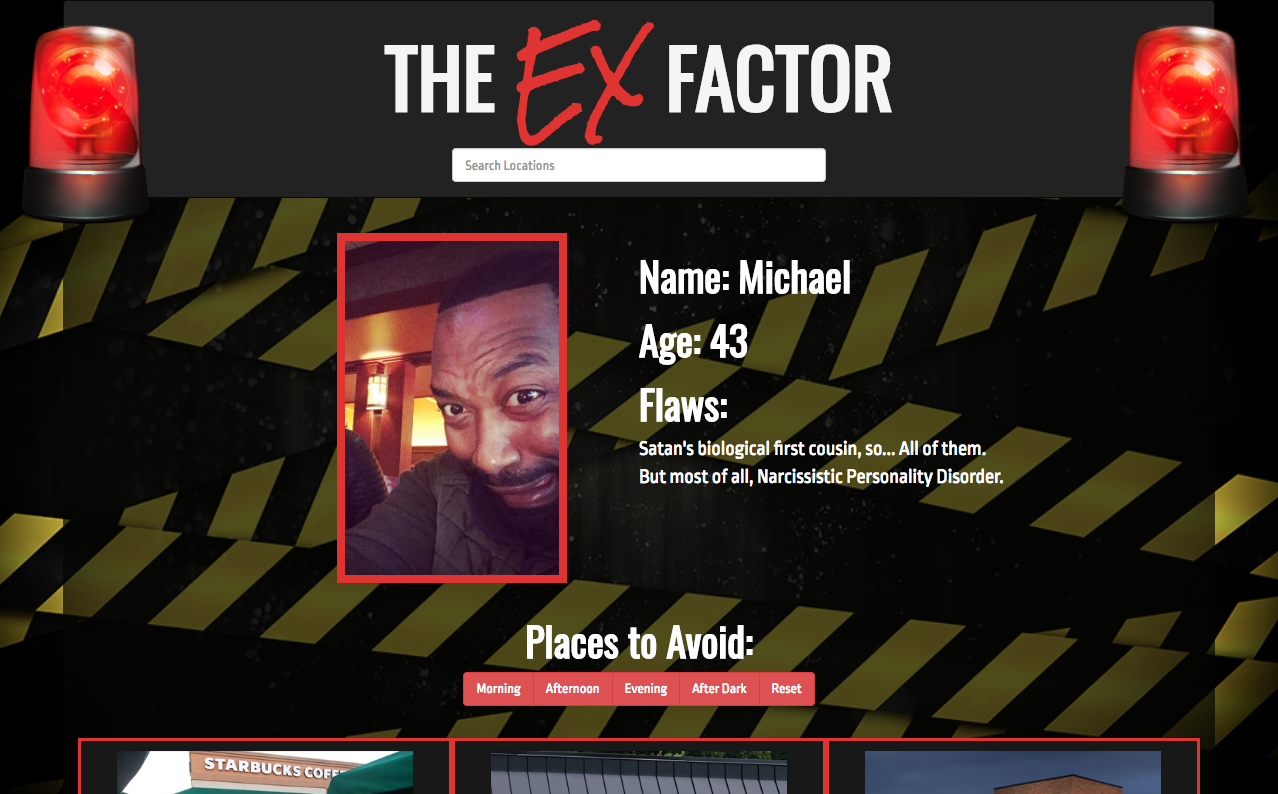 THE EX FACTOR
Search Locations
Name: Michael
Age: 43
Flaws:
Satan's biological first cousin, so... All of them.
But most of all, Narcissistic Personality Disorder.
Places to Avoid:
Morning Afternoon Evening After Dark Reset
STARBUCKS COFF